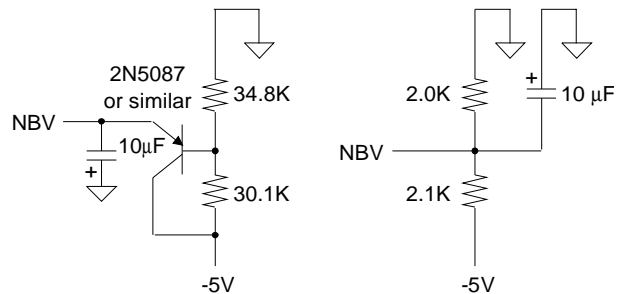 2N5087
or similar
34.8K
NBV
10μF
+
30.1K
-5V
2.0K
+
10 μF
NBV
2.1K
-5V